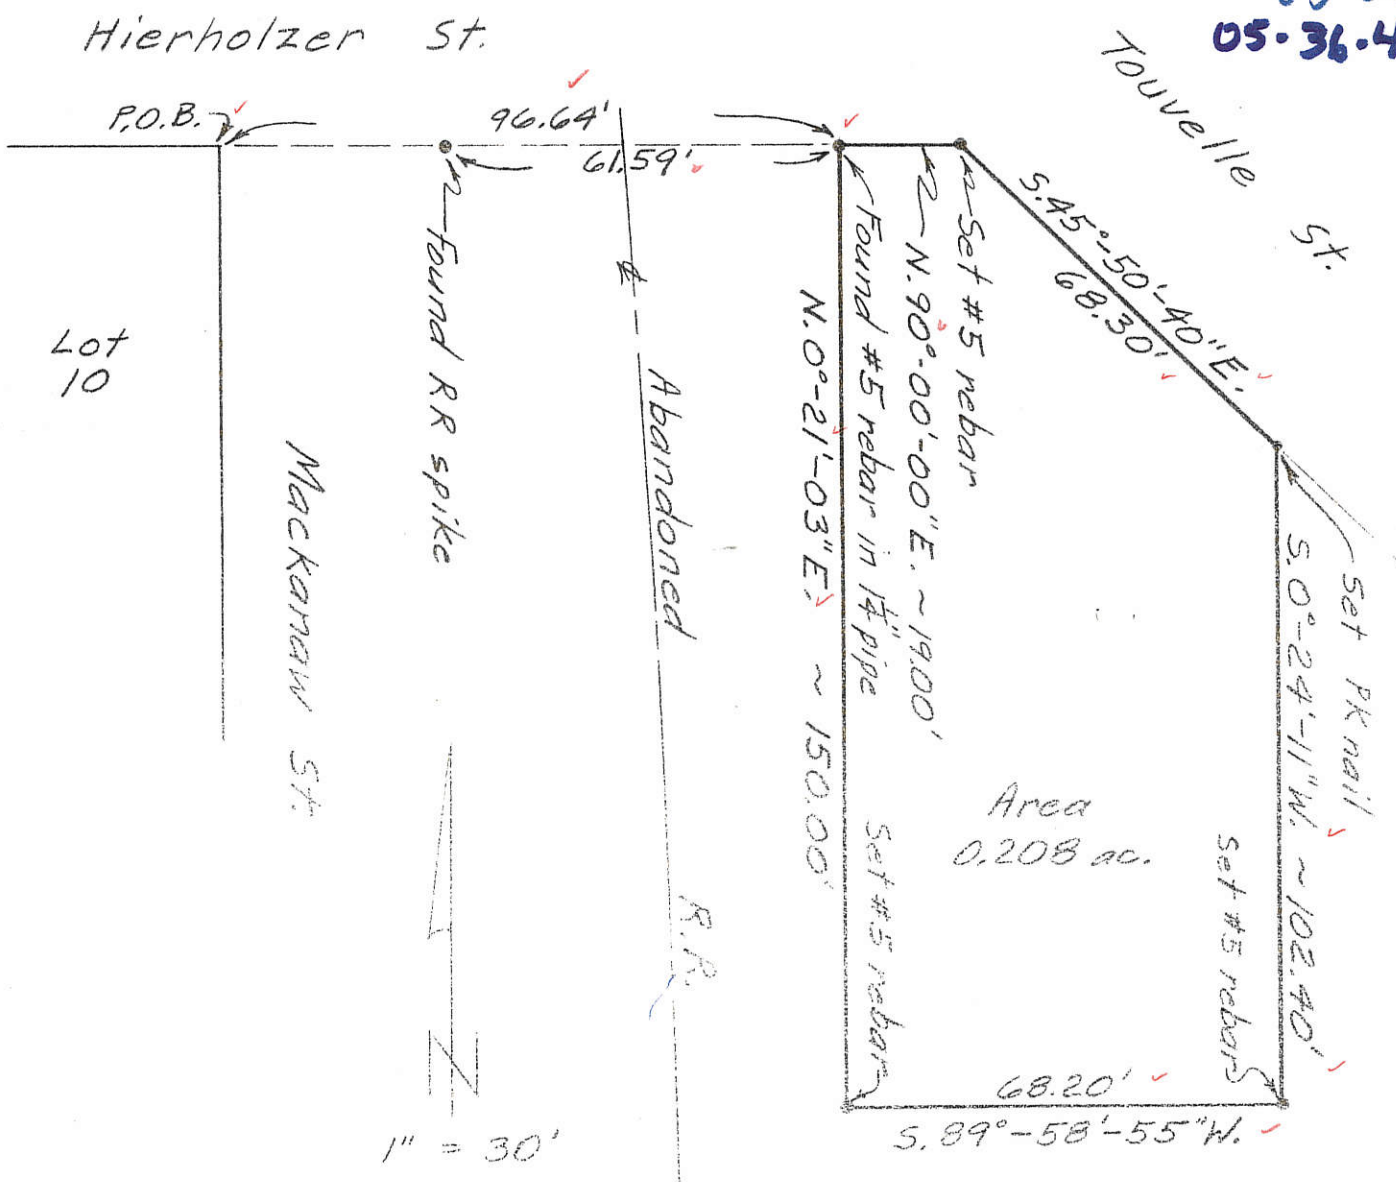 05-36-4
Hierholzer St.
Touvelle St.
P.O.B.
96.64'
61.59'
Lot
10
Mackanaw St.
Found RR spike
℄ Abandoned R.R.
N. 0°-21'-03" E. ~ 150.00'
Found #5 rebar in 1¼" pipe
N. 90°-00'-00" E. ~ 19.00'
Set #5 rebar
S. 45°-50'-40" E.
68.30'
Set PK nail
S. 0°-24'-11" W. ~ 102.40'
Area
0.208 ac.
Set #5 rebar
Set #5 rebar
68.20'
S. 89°-58'-55" W.
N
1" = 30'